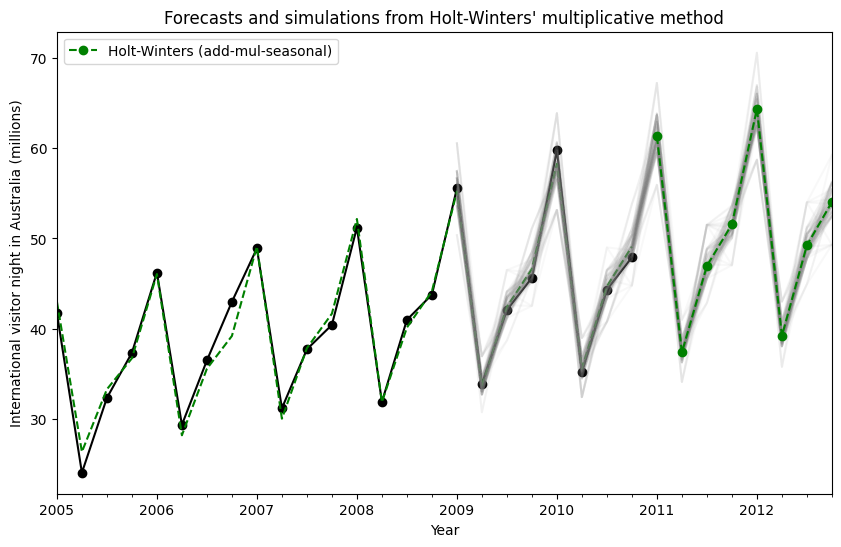 Forecasts and simulations from Holt-Winters' multiplicative method
Holt-Winters (add-mul-seasonal)
International visitor night in Australia (millions)
70
60
50
40
30
2005 2006 2007 2008 2009 2010 2011 2012
Year